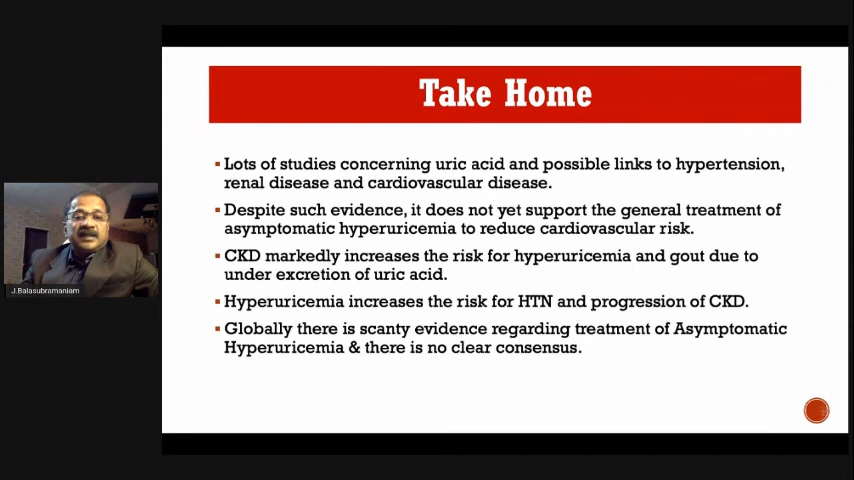 Take Home
Lots of studies concerning uric acid and possible links to hypertension,
renal disease and cardiovascular disease.
Despite such evidence, it does not yet support the general treatment of
asymptomatic hyperuricemia to reduce cardiovascular risk.
CKD markedly increases the risk for hyperuricemia and gout due to
under excretion of uric acid.
Hyperuricemia increases the risk for HTN and progression of CKD.
Globally there is scanty evidence regarding treatment of Asymptomatic
Hyperuricemia & there is no clear consensus.
J.Balasubramaniam